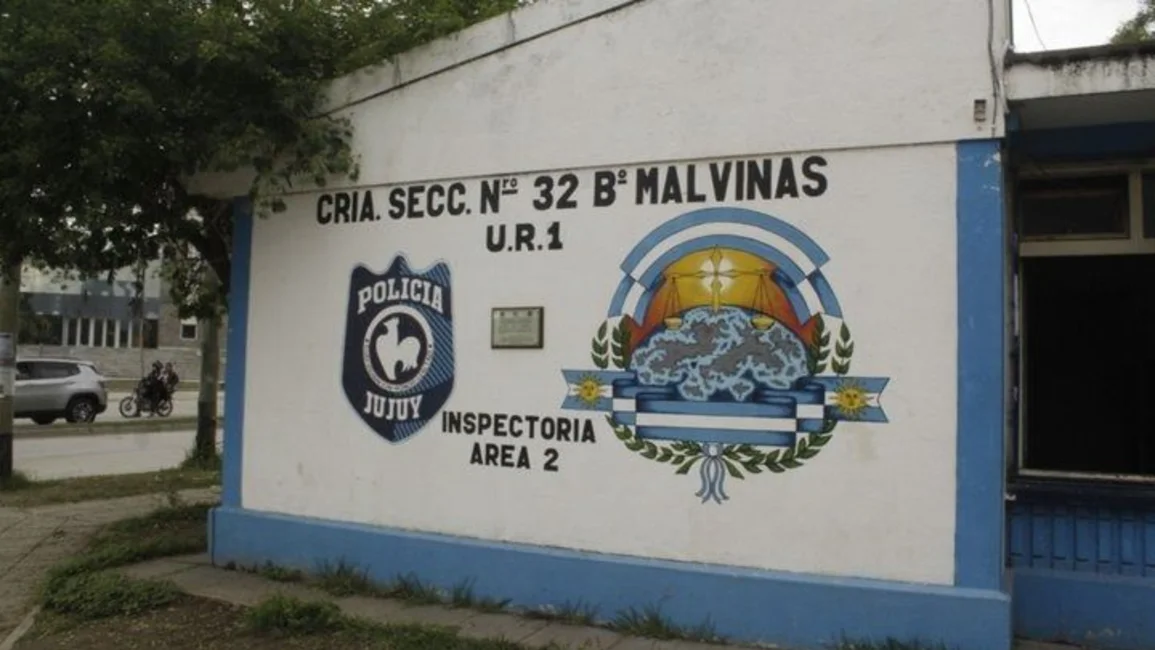 CRIA. SECC. Nro 32 Bo MALVINAS
U.R.1
POLICIA
JUJUY
INSPECTORIA
AREA 2